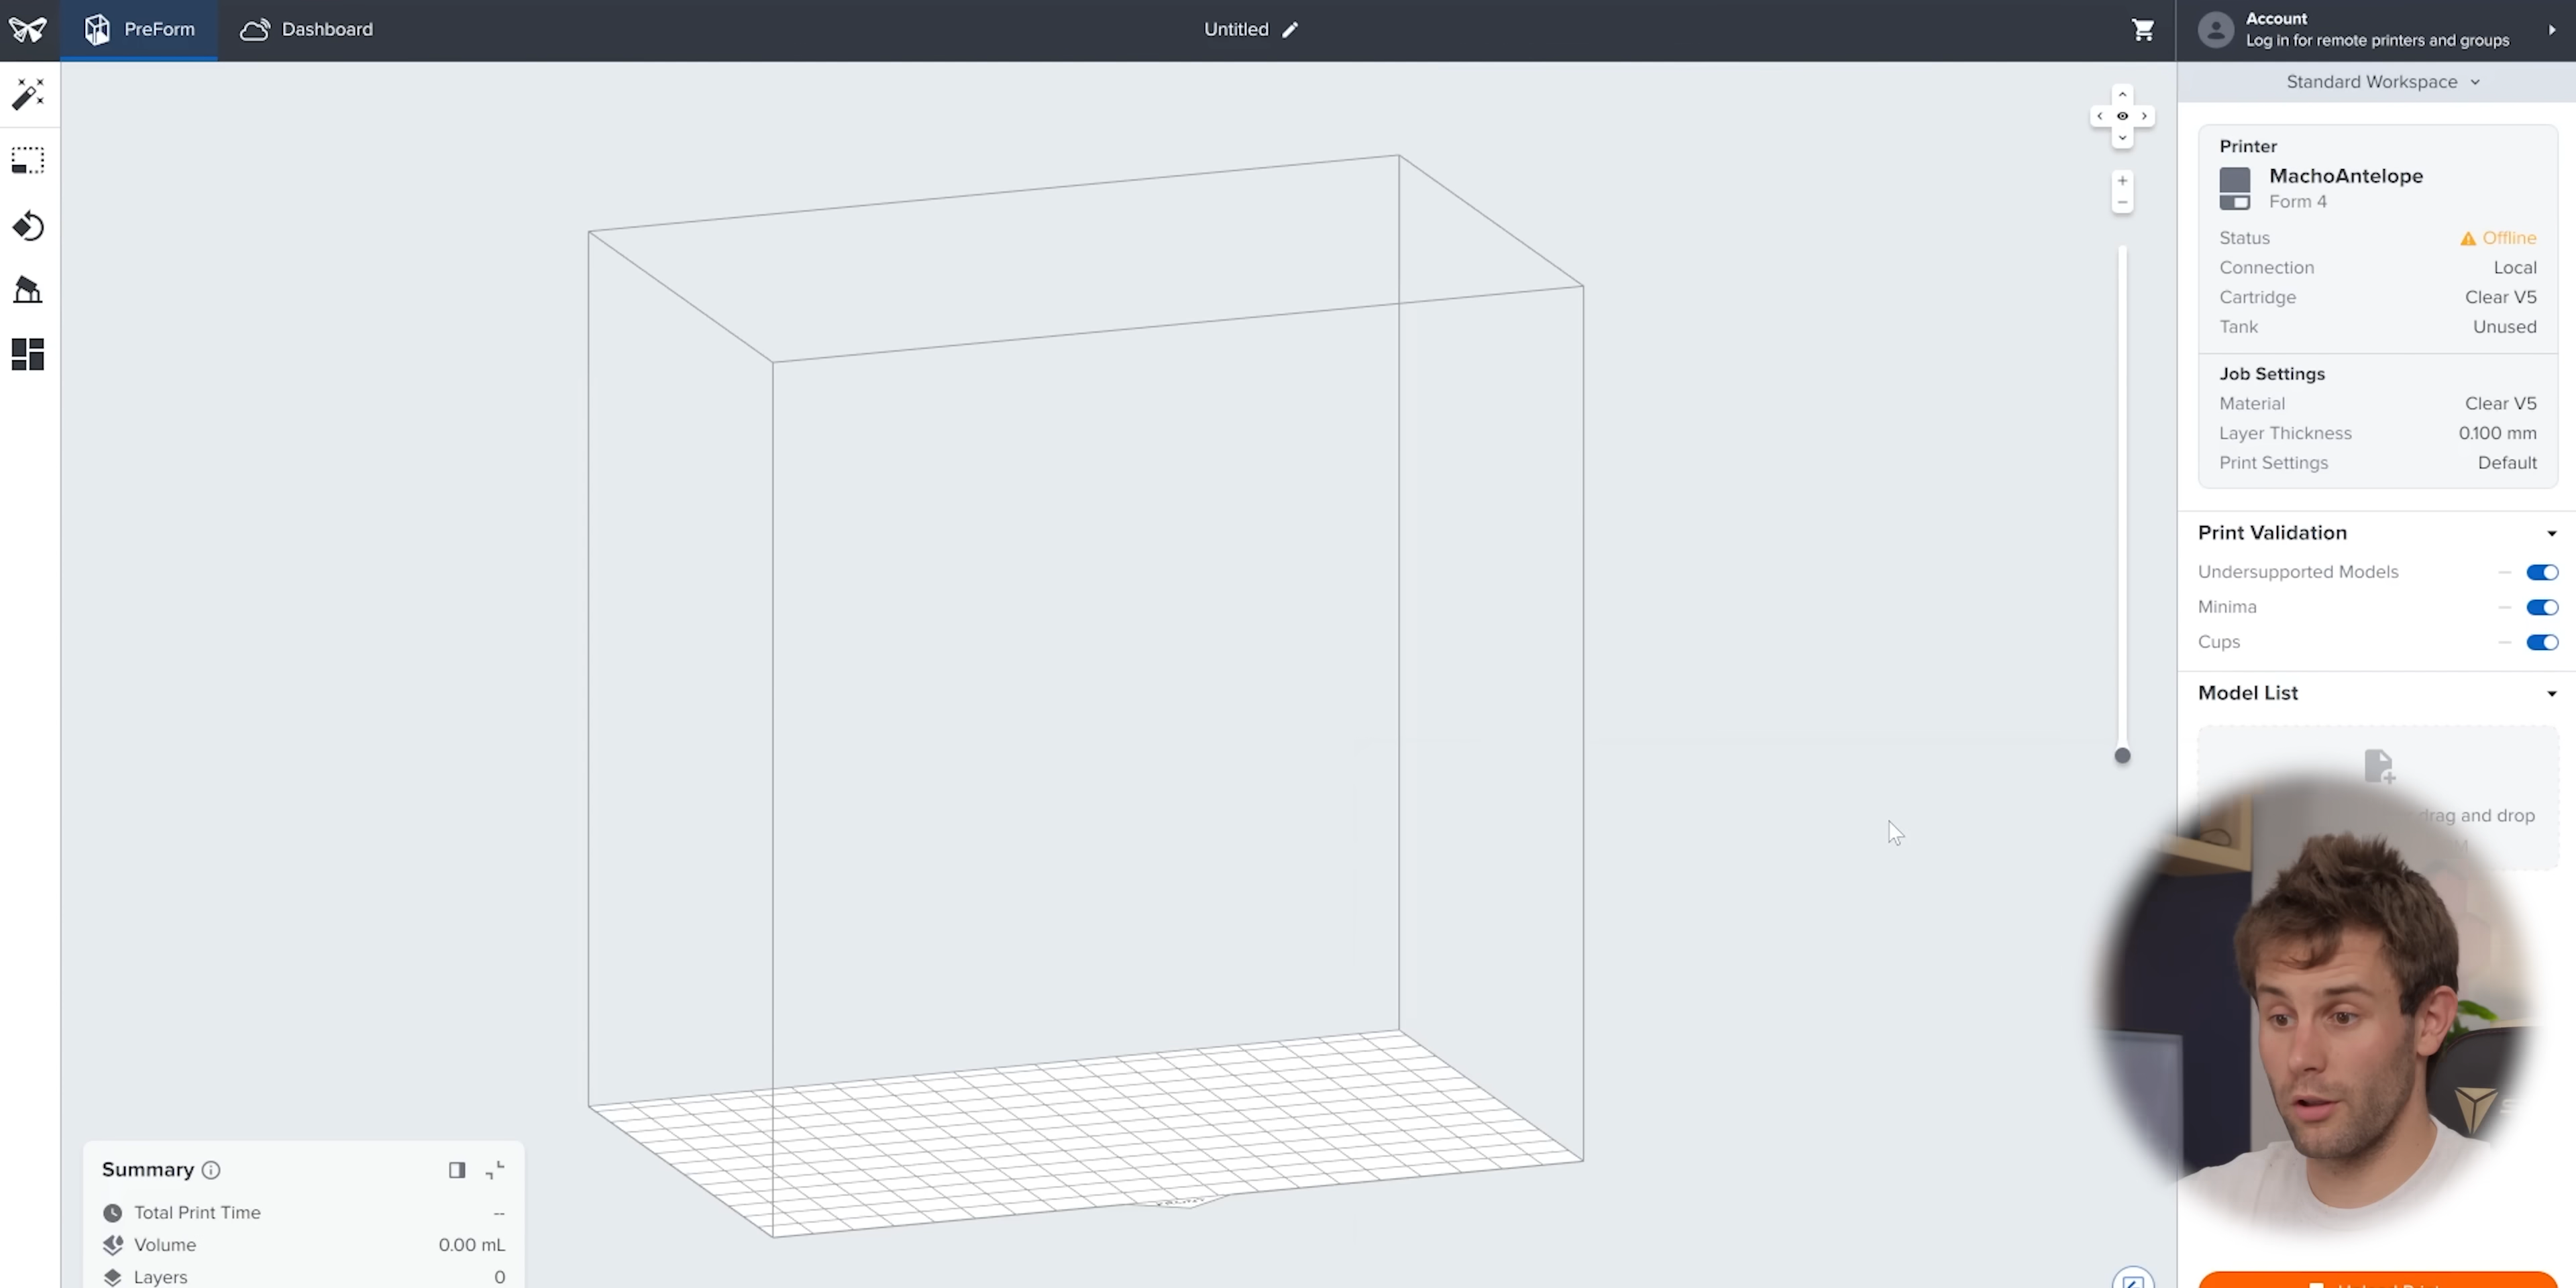 PreForm
Dashboard
Untitled
Account
Log in for remote printers and groups
Standard Workspace
Printer
MachoAntelope
Form 4
Status Offline
Connection Local
Cartridge Clear V5
Tank Unused
Job Settings
Material Clear V5
Layer Thickness 0.100 mm
Print Settings Default
Print Validation
Undersupported Models
Minima
Cups
Model List
drag and drop
Summary
Total Print Time --
Volume 0.00 mL
Layers 0